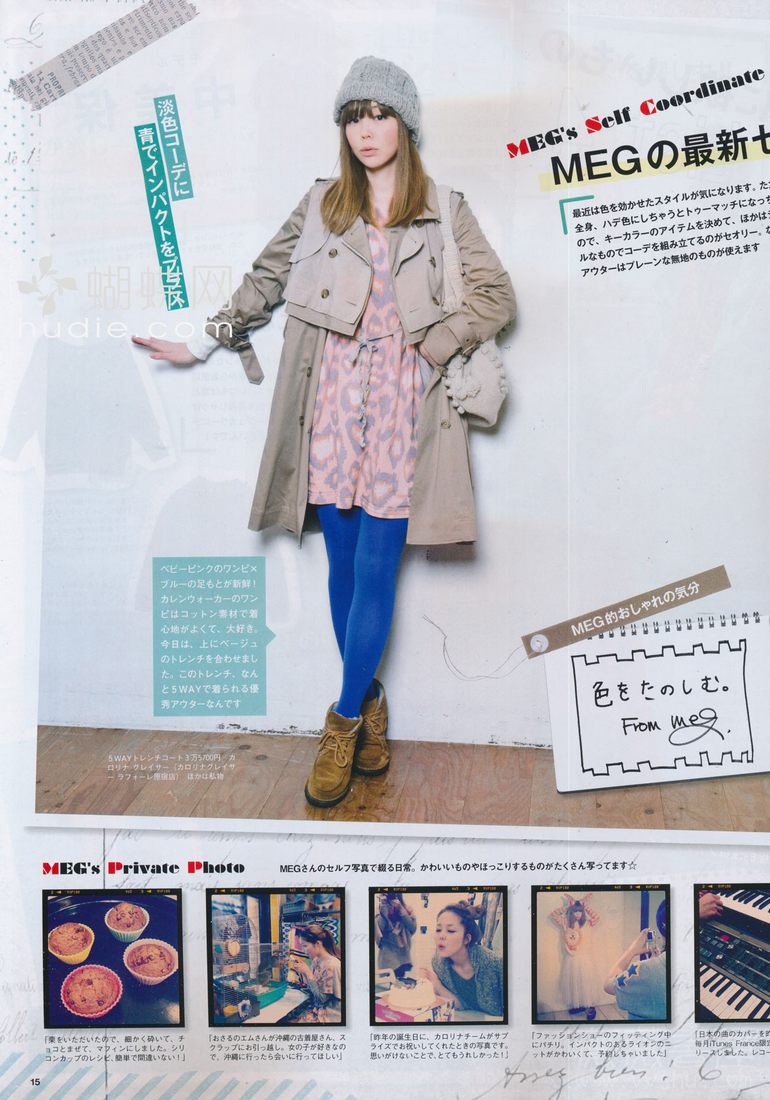 MEG's Self Coordinate
MEGの最新セ
最近は色を効かせたスタイルが気になります。た
全身、ハデ色にしちゃうとトゥーマッチになっち
ので、キーカラーのアイテムを決めて、ほかは
ルなものでコーデを組み立てるのがセオリー。な
アウターはプレーンな無地のものが使えます
淡色コーデに
青でインパクトをプラス
蝴蝶网
hudie.com
ベビーピンクのワンピ×
ブルーの足もとが新鮮！
カレンウォーカーのワン
ピはコットン素材で着
心地がよくて、大好き。
今日は、上にベージュ
のトレンチを合わせまし
た。このトレンチ、なん
と5WAYで着られる優
秀アウターなんです
5WAYトレンチコート3万5700円／カ
ロリナ グレイサー（カロリナグレイサ
ー ラフォーレ原宿店） ほかは私物
MEG的おしゃれの気分
色をたのしむ。
From meg.
MEG's Private Photo
MEGさんのセルフ写真で綴る日常。かわいいものやほっこりするものがたくさん写ってます☆
「栗をいただいたので、細かく砕いて、チ
ョコとまぜて、マフィンにしました。シリ
コンカップのレシピ、簡単で間違いない！」
「おさるのエムさんが沖縄の古着屋さん、ス
クラップにお引っ越し。女の子が好きなの
で、沖縄に行ったら会いに行ってほしい」
「昨年の誕生日に、カロリナチームがサプ
ライズでお祝いしてくれたときの写真です。
思いがけないことで、とてもうれしかった！」
「ファッションショーのフィッティング中
にパチリ。インパクトのあるライオンのニ
ットがかわいくて、予約しちゃいました」
「日本の曲のカバーを
毎月iTunes France限定
リースしました。レコー
15